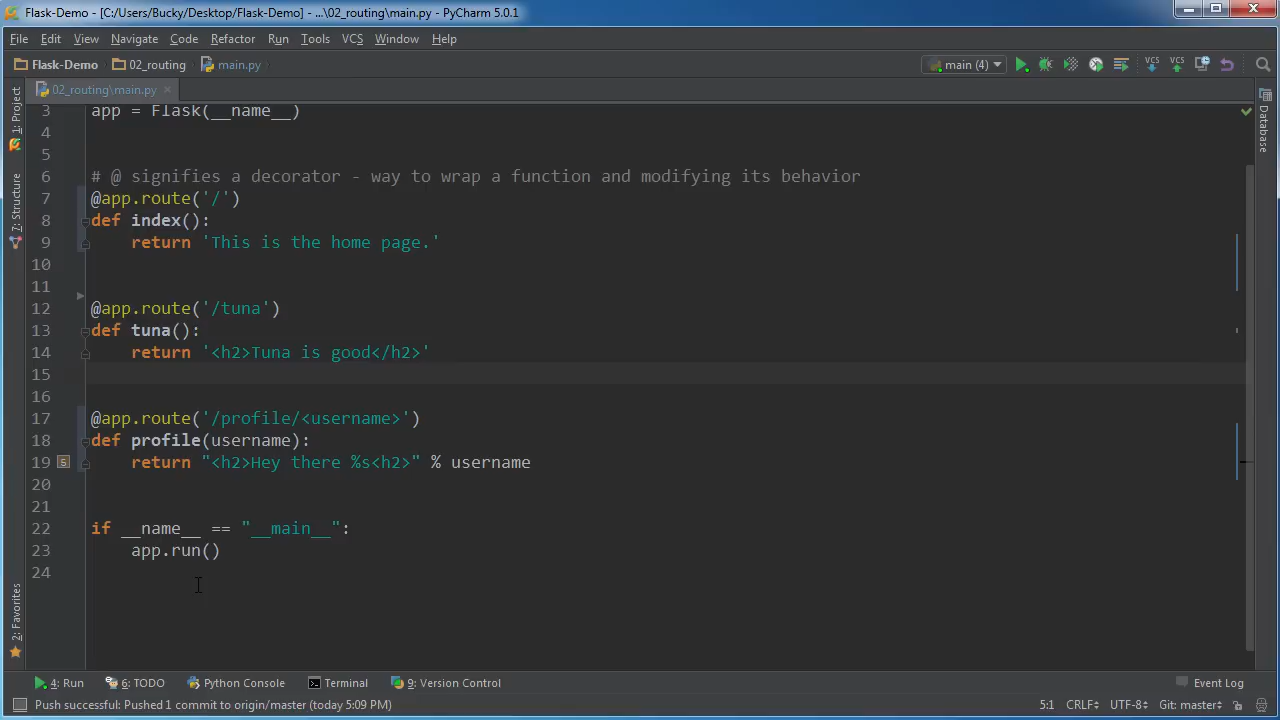 Flask-Demo - [C:/Users/Bucky/Desktop/Flask-Demo] - ...\02_routing\main.py - PyCharm 5.0.1
File Edit View Navigate Code Refactor Run Tools VCS Window Help
Flask-Demo 02_routing main.py main (4) VCS VCS
02_routing\main.py
1: Project
7: Structure
2: Favorites
Database
3 app = Flask(__name__)
4
5
6 # @ signifies a decorator - way to wrap a function and modifying its behavior
7 @app.route('/')
8 def index():
9     return 'This is the home page.'
10
11
12 @app.route('/tuna')
13 def tuna():
14     return '<h2>Tuna is good</h2>'
15
16
17 @app.route('/profile/<username>')
18 def profile(username):
19     return "<h2>Hey there %s<h2>" % username
20
21
22 if __name__ == "__main__":
23     app.run()
24
4: Run 6: TODO Python Console Terminal 9: Version Control Event Log
Push successful: Pushed 1 commit to origin/master (today 5:09 PM) 5:1 CRLF UTF-8 Git: master